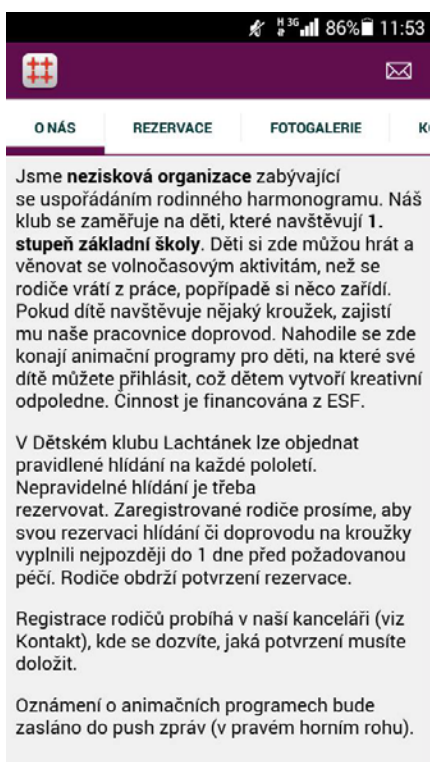 H 3G 86% 11:53
O NÁS REZERVACE FOTOGALERIE
Jsme nezisková organizace zabývající
se uspořádáním rodinného harmonogramu. Náš
klub se zaměřuje na děti, které navštěvují 1.
stupeň základní školy. Děti si zde můžou hrát a
věnovat se volnočasovým aktivitám, než se
rodiče vrátí z práce, popřípadě si něco zařídí.
Pokud dítě navštěvuje nějaký kroužek, zajistí
mu naše pracovnice doprovod. Nahodile se zde
konají animační programy pro děti, na které své
dítě můžete přihlásit, což dětem vytvoří kreativní
odpoledne. Činnost je financována z ESF.
V Dětském klubu Lachtánek lze objednat
pravidlené hlídání na každé pololetí.
Nepravidelné hlídání je třeba
rezervovat. Zaregistrované rodiče prosíme, aby
svou rezervaci hlídání či doprovodu na kroužky
vyplnili nejpozději do 1 dne před požadovanou
péčí. Rodiče obdrží potvrzení rezervace.
Registrace rodičů probíhá v naší kanceláři (viz
Kontakt), kde se dozvíte, jaká potvrzení musíte
doložit.
Oznámení o animačních programech bude
zasláno do push zpráv (v pravém horním rohu).